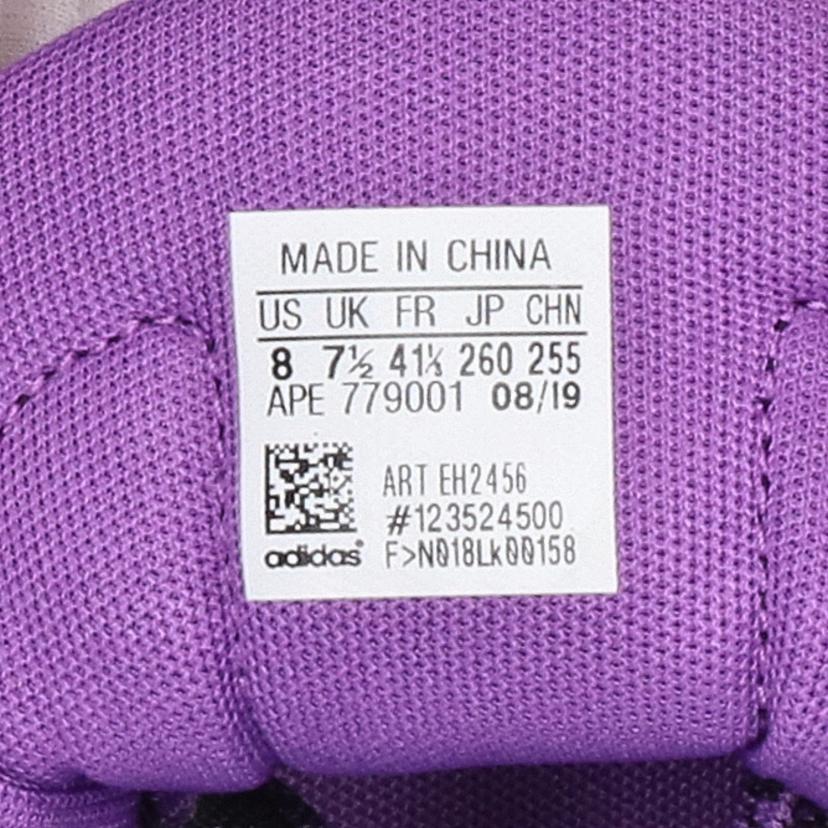 MADE IN CHINA
US UK FR JP CHN
8 7½ 41⅓ 260 255
APE 779001 08/19
ART EH2456
#123524500
adidas® F>N018Lk00158